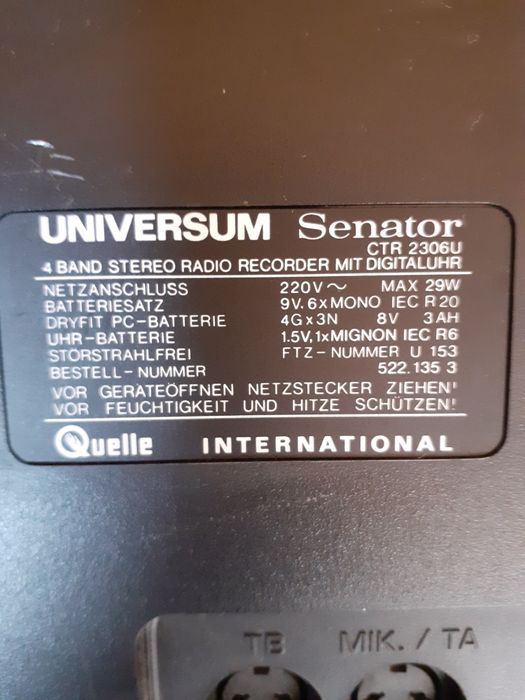 UNIVERSUM Senator
CTR 2306U
4 BAND STEREO RADIO RECORDER MIT DIGITALUHR
NETZANSCHLUSS 220V~ MAX 29W
BATTERIESATZ 9V. 6xMONO IEC R20
DRYFIT PC-BATTERIE 4Gx3N 8V 3AH
UHR-BATTERIE 1.5V, 1xMIGNON IEC R6
STÖRSTRAHLFREI FTZ-NUMMER U 153
BESTELL-NUMMER 522.135 3
VOR GERÄTEÖFFNEN NETZSTECKER ZIEHEN!
VOR FEUCHTIGKEIT UND HITZE SCHÜTZEN!
Quelle INTERNATIONAL
TB MIK. / TA